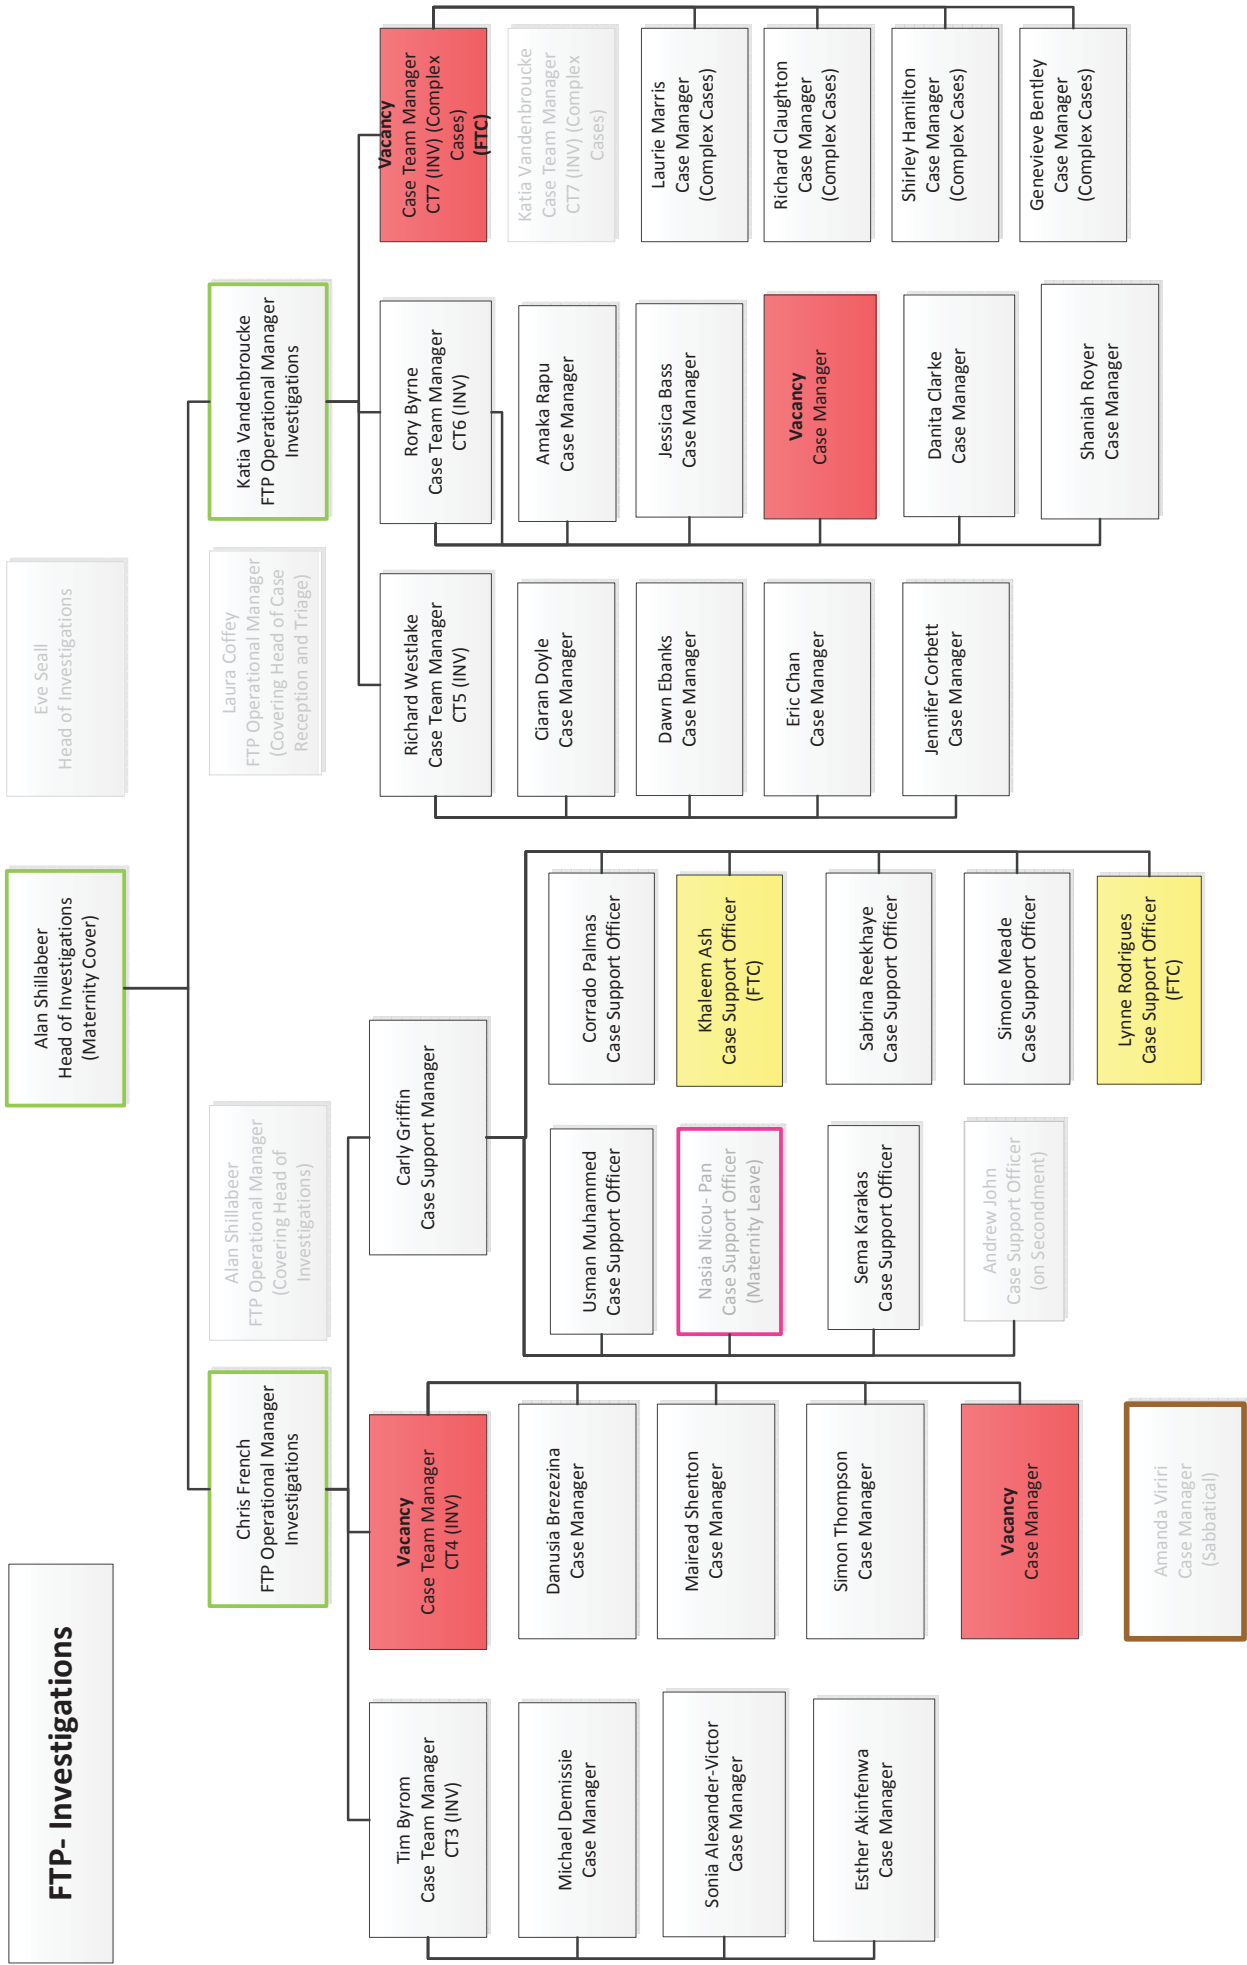 FTP- Investigations
Alan Shillabeer
Head of Investigations
(Maternity Cover)
Eve Seall
Head of Investigations
Chris French
FTP Operational Manager
Investigations
Alan Shillabeer
FTP Operational Manager
(Covering Head of
Investigations)
Laura Coffey
FTP Operational Manager
(Covering Head of Case
Reception and Triage)
Katia Vandenbroucke
FTP Operational Manager
Investigations
Tim Byrom
Case Team Manager
CT3 (INV)
Michael Demissie
Case Manager
Sonia Alexander-Victor
Case Manager
Esther Akinfenwa
Case Manager
Vacancy
Case Team Manager
CT4 (INV)
Danusia Brezezina
Case Manager
Mairead Shenton
Case Manager
Simon Thompson
Case Manager
Vacancy
Case Manager
Amanda Viriri
Case Manager
(Sabbatical)
Carly Griffin
Case Support Manager
Usman Muhammed
Case Support Officer
Nasia Nicou- Pan
Case Support Officer
(Maternity Leave)
Sema Karakas
Case Support Officer
Andrew John
Case Support Officer
(on Secondment)
Corrado Palmas
Case Support Officer
Khaleem Ash
Case Support Officer
(FTC)
Sabrina Reekhaye
Case Support Officer
Simone Meade
Case Support Officer
Lynne Rodrigues
Case Support Officer
(FTC)
Richard Westlake
Case Team Manager
CT5 (INV)
Ciaran Doyle
Case Manager
Dawn Ebanks
Case Manager
Eric Chan
Case Manager
Jennifer Corbett
Case Manager
Rory Byrne
Case Team Manager
CT6 (INV)
Amaka Rapu
Case Manager
Jessica Bass
Case Manager
Vacancy
Case Manager
Danita Clarke
Case Manager
Shaniah Royer
Case Manager
Vacancy
Case Team Manager
CT7 (INV) (Complex
Cases)
(FTC)
Katia Vandenbroucke
Case Team Manager
CT7 (INV) (Complex
Cases)
Laurie Marris
Case Manager
(Complex Cases)
Richard Claughton
Case Manager
(Complex Cases)
Shirley Hamilton
Case Manager
(Complex Cases)
Genevieve Bentley
Case Manager
(Complex Cases)